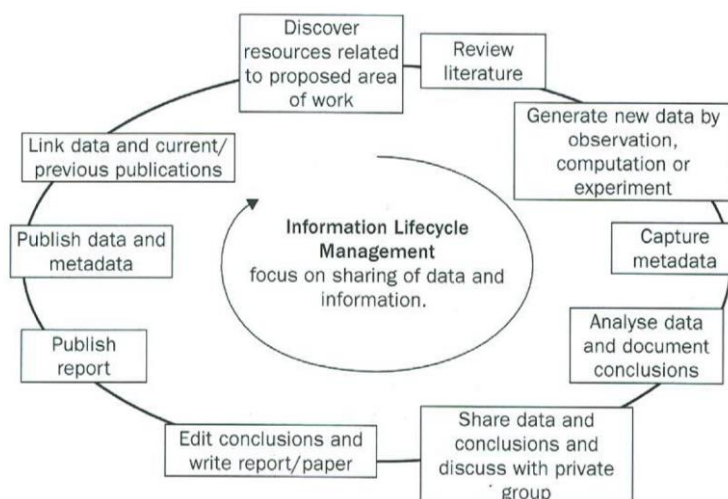 Discover
resources related
to proposed area
of work
Review
literature
Generate new data by
observation,
computation or
experiment
Capture
metadata
Analyse data
and document
conclusions
Share data and
conclusions and
discuss with private
group
Edit conclusions and
write report/paper
Publish
report
Publish data and
metadata
Link data and current/
previous publications
Information Lifecycle
Management
focus on sharing of data and
information.